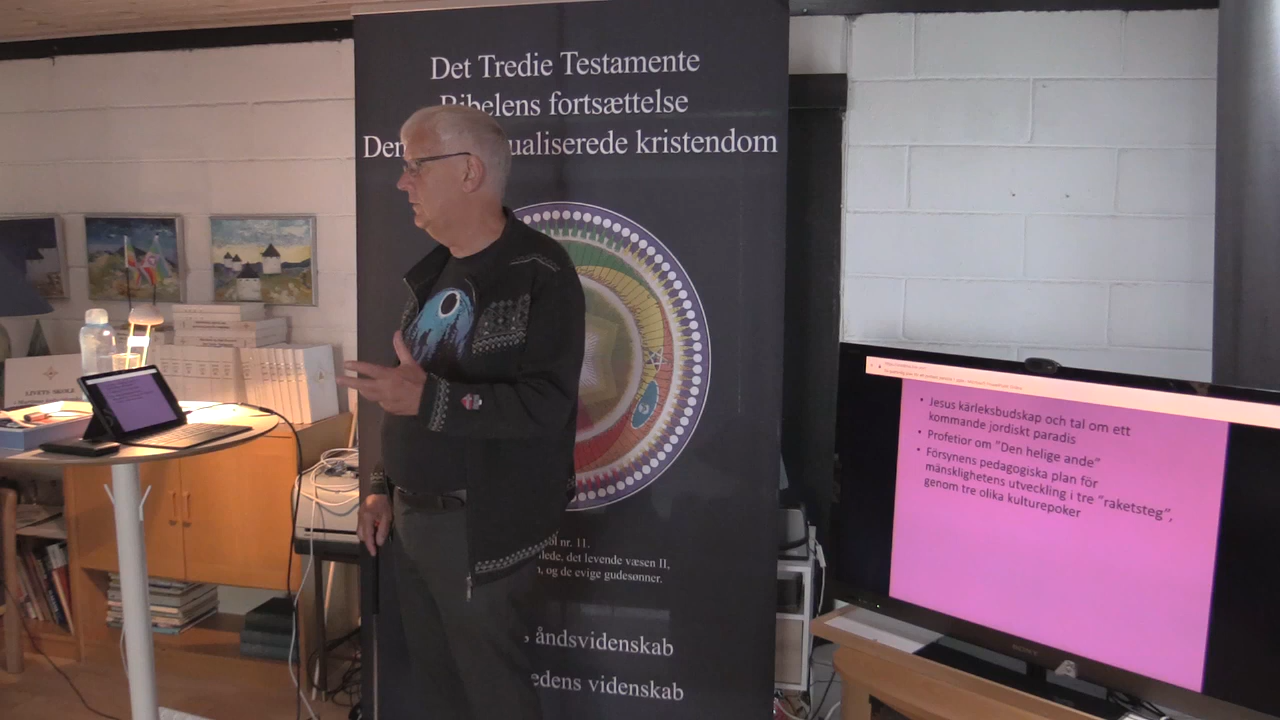 Det Tredie Testamente
Bibelens fortsættelse
Den ualiserede kristendom
nr. 11.
det levende væsen II,
og de evige gudesønner.
, åndsvidenskab
videnskab
LIVETS SKOLE
• Jesus kärleksbudskap och tal om ett
kommande jordiskt paradis
• Profetior om "Den helige ande"
• Försynens pedagogiska plan för
mänsklighetens utveckling i tre "raketsteg",
genom tre olika kulturepoker
SONY